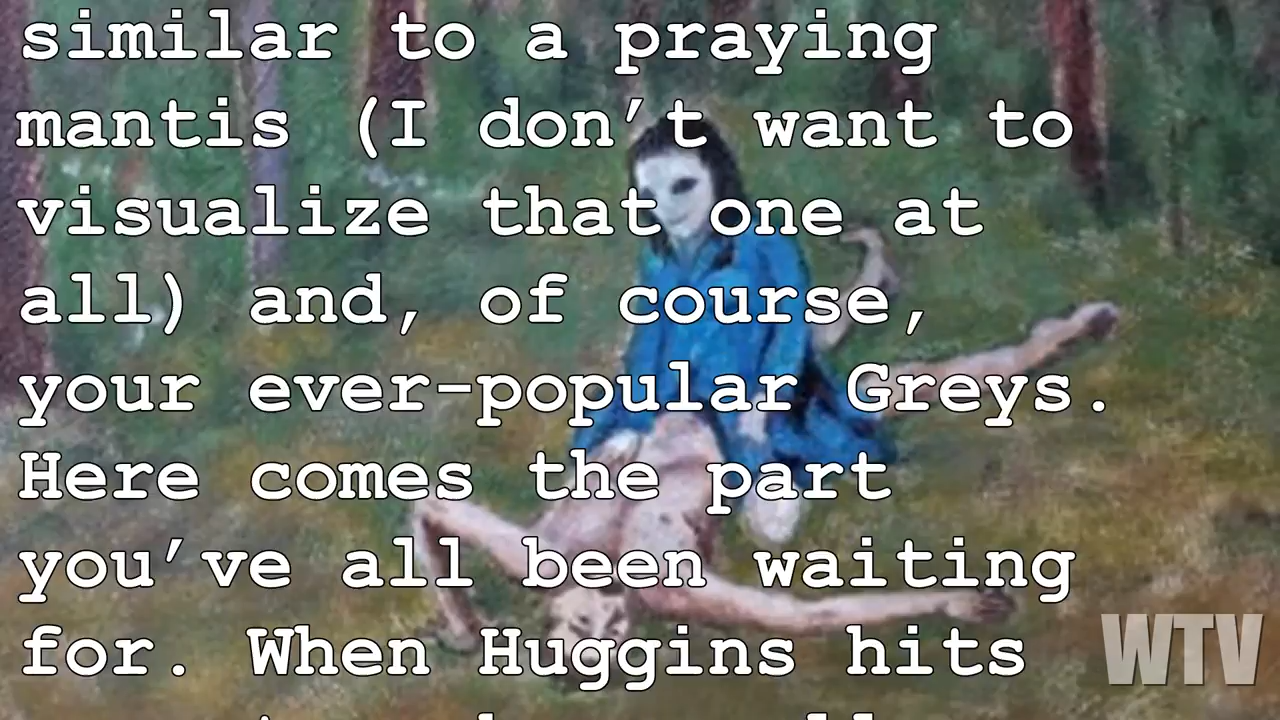 similar to a praying
mantis (I don’t want to
visualize that one at
all) and, of course,
your ever-popular Greys.
Here comes the part
you’ve all been waiting
for. When Huggins hits
WTV